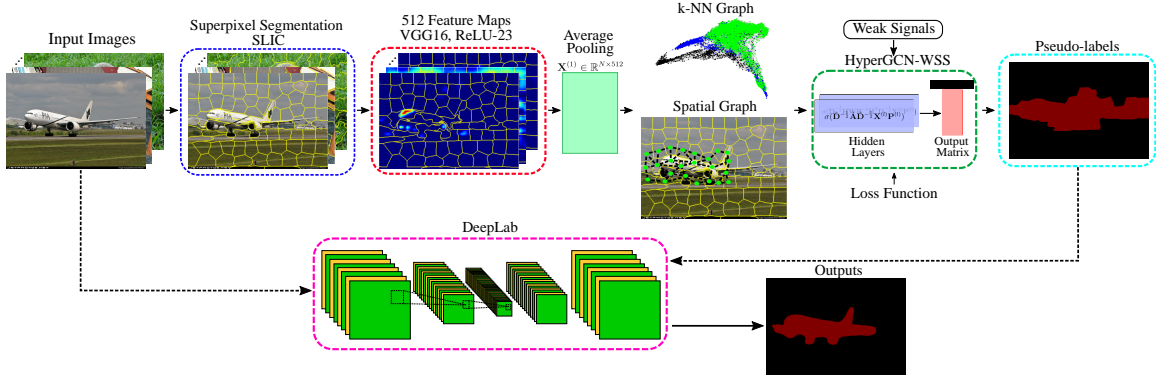 Input Images
Superpixel Segmentation
SLIC
512 Feature Maps
VGG16, ReLU-23
Average
Pooling
X(1) ∈ ℝN×512
k-NN Graph
Spatial Graph
Weak Signals
HyperGCN-WSS
Hidden
Layers
Output
Matrix
Loss Function
Pseudo-labels
DeepLab
Outputs